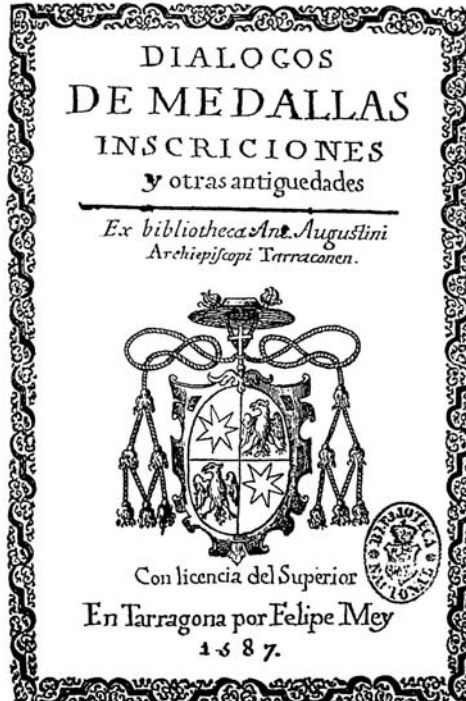 DIALOGOS
DE MEDALLAS
INSCRICIONES
y otras antiguedades
Ex bibliotheca Ant. Augustini
Archiepiscopi Tarraconen.
BIBLIOTECA
NACIONAL
Con licencia del Superior
En Tarragona por Felipe Mey
1587.